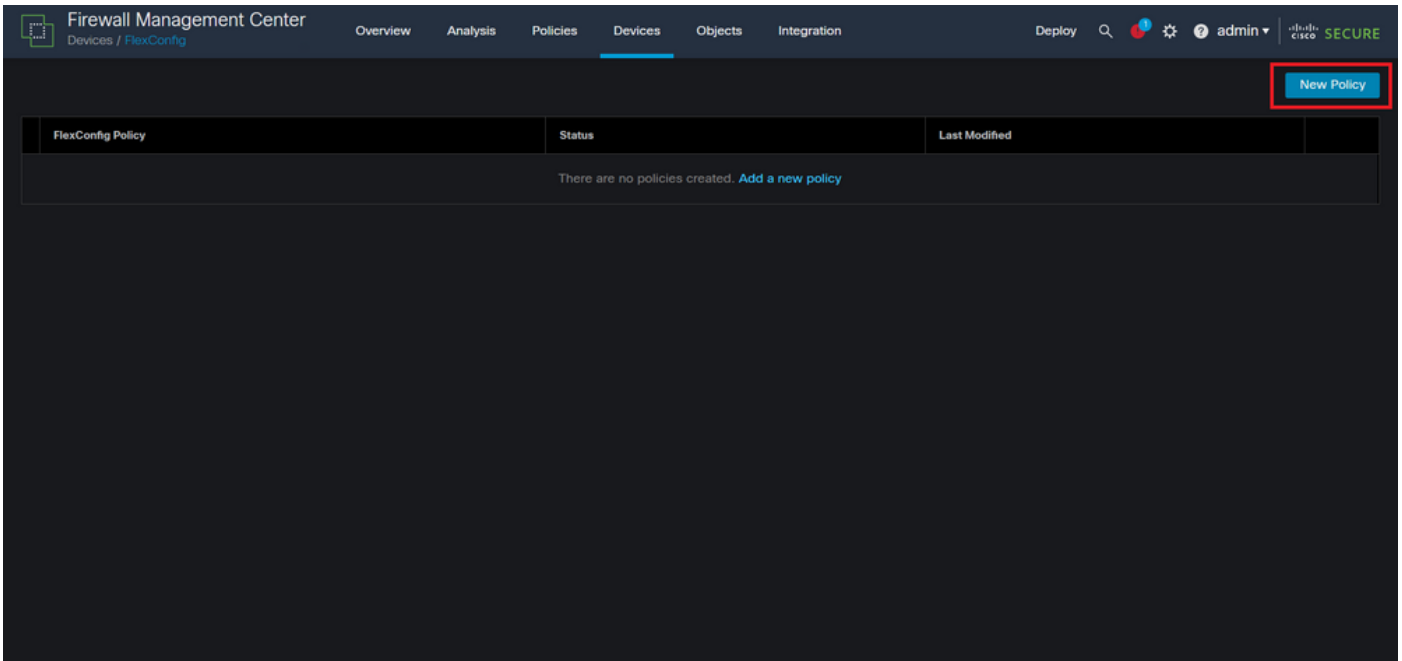 Firewall Management Center
Devices / FlexConfig
Overview Analysis Policies Devices Objects Integration Deploy 1 admin cisco SECURE
New Policy
FlexConfig Policy Status Last Modified
There are no policies created. Add a new policy